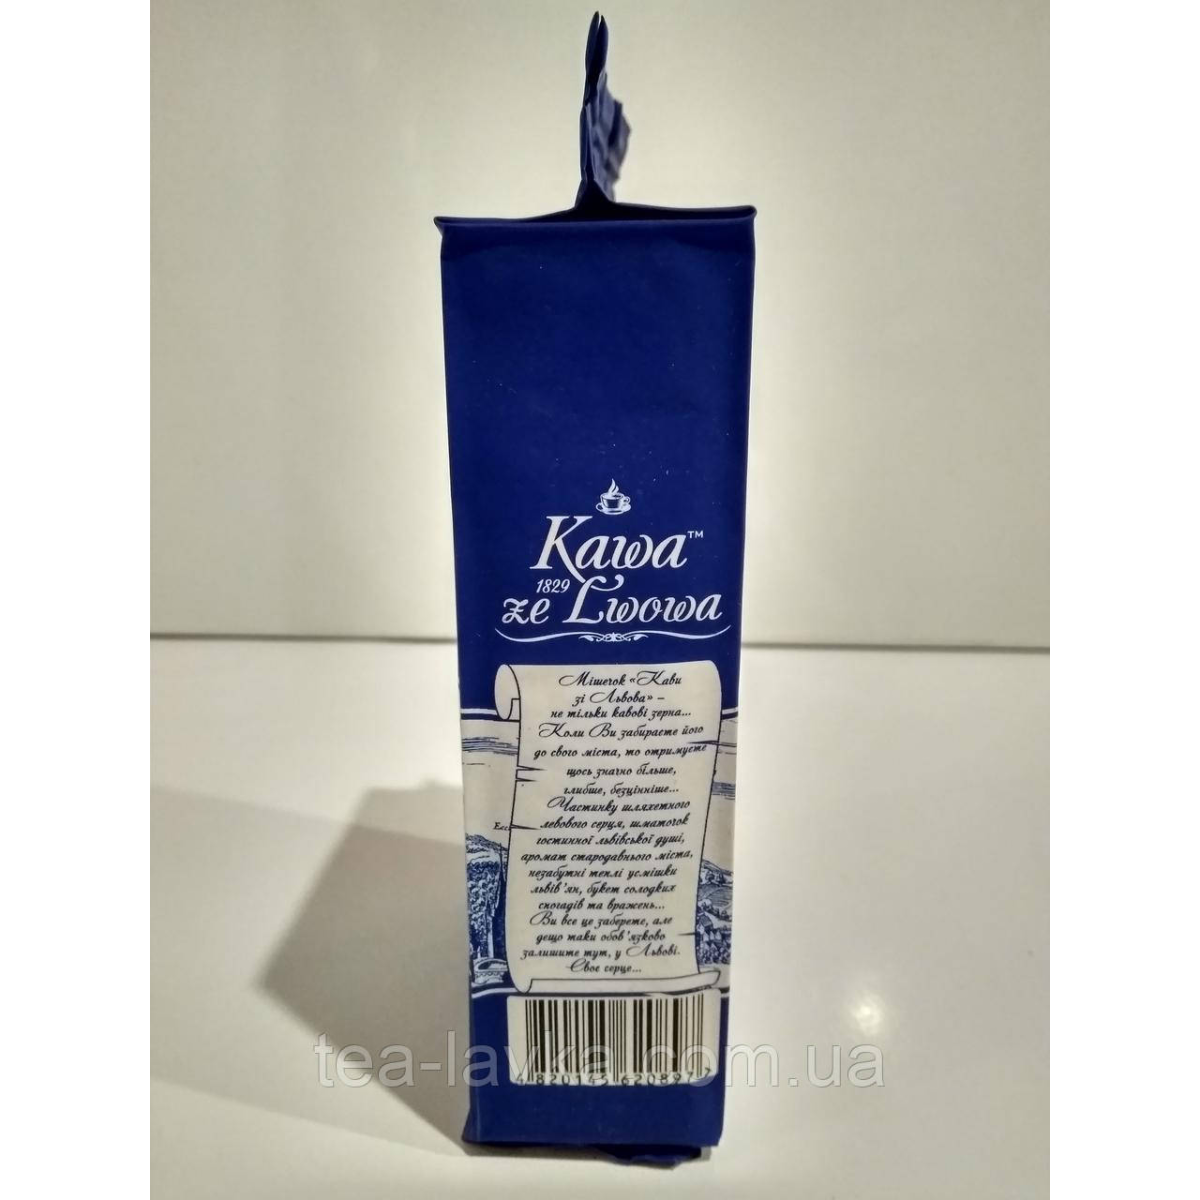 Kawa™
1829
ze Lwowa
Мішечок «Кави
зі Львова» –
не тільки кавові зерна...
Коли Ви забираєте його
до свого міста, то отримуєте
щось значно більше,
глибше, безцінніше...
Частинку шляхетного
левового серця, шматочок
гостинної львівської душі,
аромат стародавнього міста,
незабутні теплі усмішки
львів'ян, букет солодких
спогадів та вражень...
Ви все це заберете, але
дещо таки обов'язково
залишите тут, у Львові.
Своє серце...
tea-lavka.com.ua